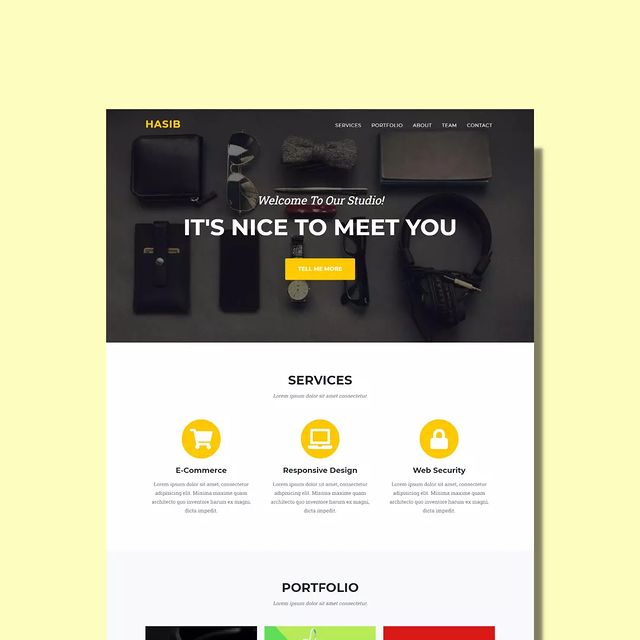 HASIB
SERVICES PORTFOLIO ABOUT TEAM CONTACT
Welcome To Our Studio!
IT'S NICE TO MEET YOU
TELL ME MORE
SERVICES
Lorem ipsum dolor sit amet consectetur.
E-Commerce
Lorem ipsum dolor sit amet, consectetur
adipisicing elit. Minima maxime quam
architecto quo inventore harum ex magni,
dicta impedit.
Responsive Design
Lorem ipsum dolor sit amet, consectetur
adipisicing elit. Minima maxime quam
architecto quo inventore harum ex magni,
dicta impedit.
Web Security
Lorem ipsum dolor sit amet, consectetur
adipisicing elit. Minima maxime quam
architecto quo inventore harum ex magni,
dicta impedit.
PORTFOLIO
Lorem ipsum dolor sit amet consectetur.